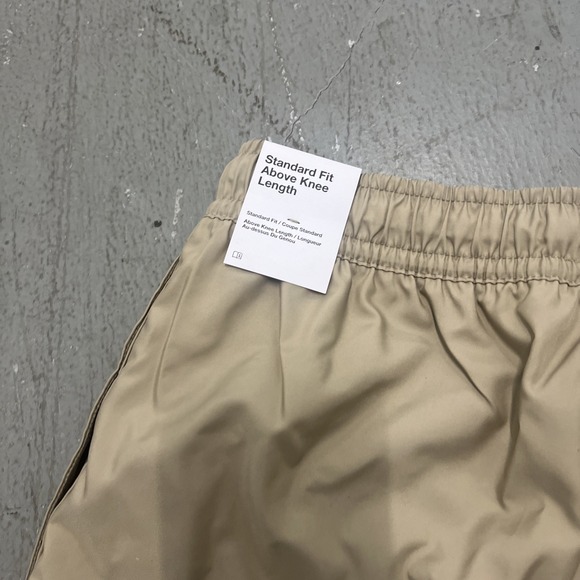 Standard Fit
Above Knee
Length
Standard Fit / Coupe Standard
Above Knee Length / Longueur
Au-dessus Du Genou